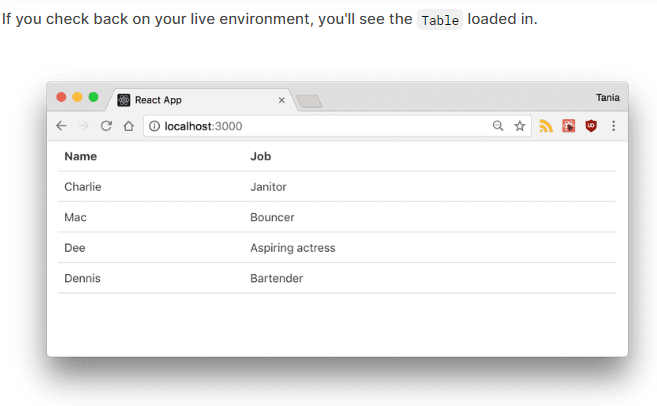 If you check back on your live environment, you'll see the Table loaded in.
React App
Tania
localhost:3000
Name Job
Charlie Janitor
Mac Bouncer
Dee Aspiring actress
Dennis Bartender